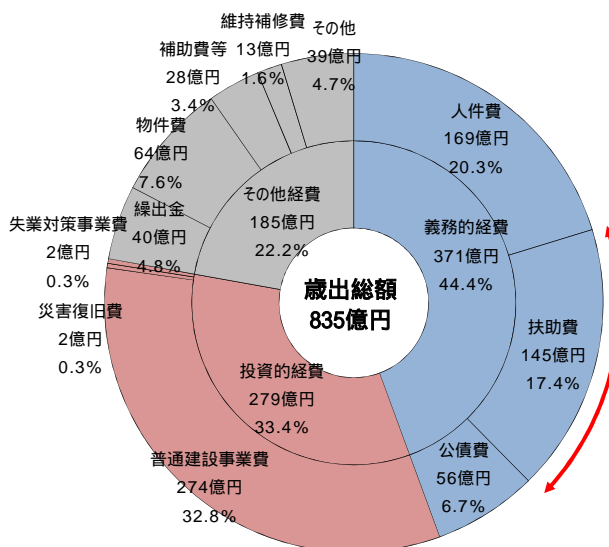 維持補修費
13億円
1.6%
その他
39億円
4.7%
補助費等
28億円
3.4%
物件費
64億円
7.6%
繰出金
40億円
4.8%
失業対策事業費
2億円
0.3%
災害復旧費
2億円
0.3%
その他経費
185億円
22.2%
人件費
169億円
20.3%
義務的経費
371億円
44.4%
歳出総額
835億円
扶助費
145億円
17.4%
投資的経費
279億円
33.4%
公債費
56億円
6.7%
普通建設事業費
274億円
32.8%